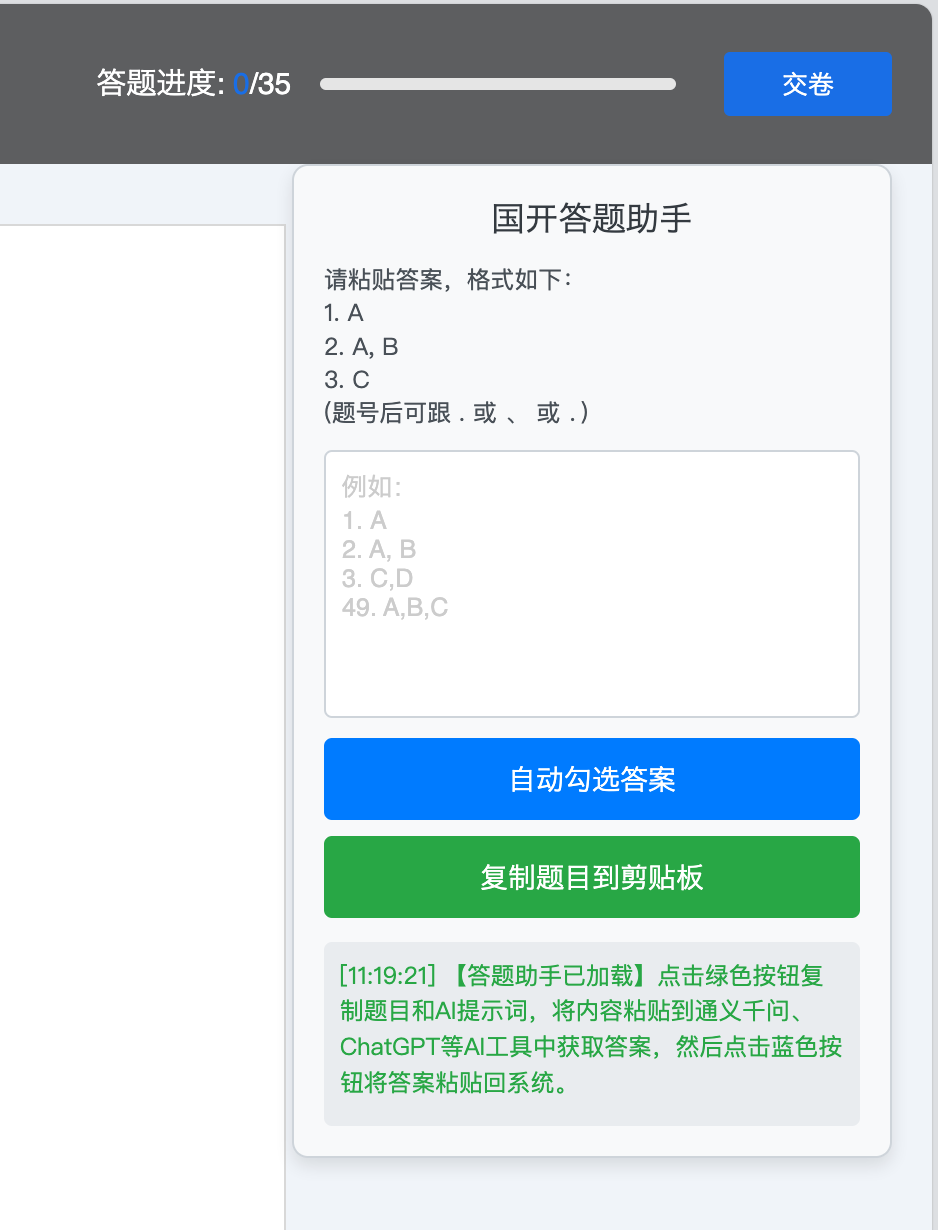 答题进度: 0/35
交卷
国开答题助手
请粘贴答案，格式如下：
1. A
2. A, B
3. C
(题号后可跟 . 或 、 或 ．)
例如：
1. A
2. A, B
3. C,D
49. A,B,C
自动勾选答案
复制题目到剪贴板
[11:19:21] 【答题助手已加载】点击绿色按钮复
制题目和AI提示词，将内容粘贴到通义千问、
ChatGPT等AI工具中获取答案，然后点击蓝色按
钮将答案粘贴回系统。